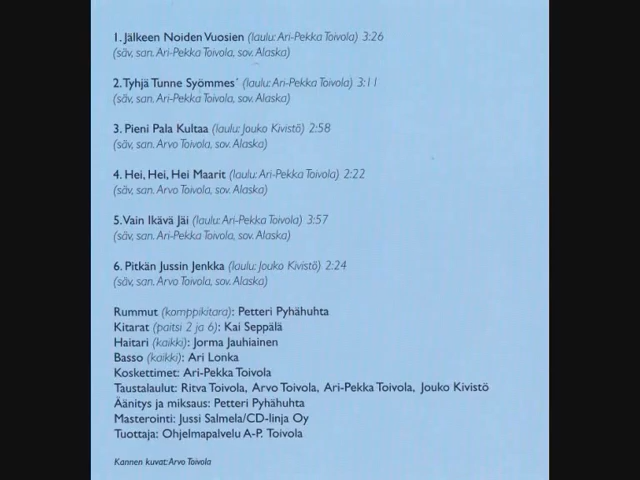 1. Jälkeen Noiden Vuosien (laulu: Ari-Pekka Toivola) 3:26
(säv, san. Ari-Pekka Toivola, sov. Alaska)
2. Tyhjä Tunne Syömmes´ (laulu: Ari-Pekka Toivola) 3:11
(säv, san. Ari-Pekka Toivola, sov. Alaska)
3. Pieni Pala Kultaa (laulu: Jouko Kivistö) 2:58
(säv, san. Arvo Toivola, sov. Alaska)
4. Hei, Hei, Hei Maarit (laulu: Ari-Pekka Toivola) 2:22
(säv, san. Arvo Toivola, sov. Alaska)
5. Vain Ikävä Jäi (laulu: Ari-Pekka Toivola) 3:57
(säv, san. Ari-Pekka Toivola, sov. Alaska)
6. Pitkän Jussin Jenkka (laulu: Jouko Kivistö) 2:24
(säv, san. Arvo Toivola, sov. Alaska)
Rummut (komppikitara): Petteri Pyhähuhta
Kitarat (paitsi 2 ja 6): Kai Seppälä
Haitari (kaikki): Jorma Jauhiainen
Basso (kaikki): Ari Lonka
Koskettimet: Ari-Pekka Toivola
Taustalaulut: Ritva Toivola, Arvo Toivola, Ari-Pekka Toivola, Jouko Kivistö
Äänitys ja miksaus: Petteri Pyhähuhta
Masterointi: Jussi Salmela/CD-linja Oy
Tuottaja: Ohjelmapalvelu A-P. Toivola
Kannen kuvat: Arvo Toivola